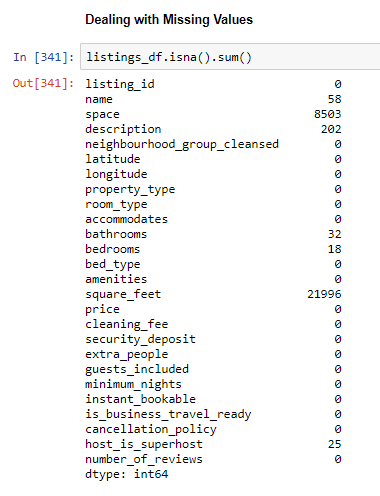 Dealing with Missing Values
In [341]: listings_df.isna().sum()
Out[341]: listing_id 0
name 58
space 8503
description 202
neighbourhood_group_cleansed 0
latitude 0
longitude 0
property_type 0
room_type 0
accommodates 0
bathrooms 32
bedrooms 18
bed_type 0
amenities 0
square_feet 21996
price 0
cleaning_fee 0
security_deposit 0
extra_people 0
guests_included 0
minimum_nights 0
instant_bookable 0
is_business_travel_ready 0
cancellation_policy 0
host_is_superhost 25
number_of_reviews 0
dtype: int64